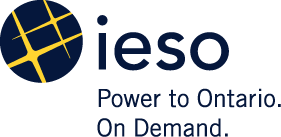 ieso
Power to Ontario.
On Demand.